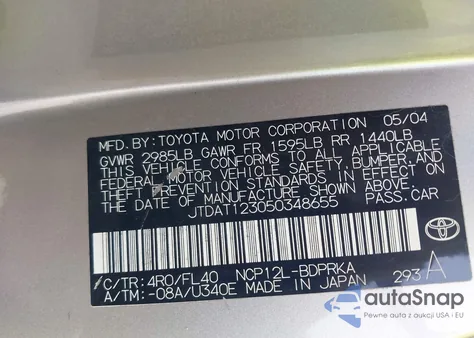 MFD. BY: TOYOTA MOTOR CORPORATION 05/04
GVWR 2985LB GAWR FR 1595LB RR 1440LB
THIS VEHICLE CONFORMS TO ALL APPLICABLE
FEDERAL MOTOR VEHICLE SAFETY, BUMPER, AND
THEFT PREVENTION STANDARDS IN EFFECT ON
THE DATE OF MANUFACTURE SHOWN ABOVE.
JTDAT123050348655 PASS.CAR
C/TR: 4R0/FL40 NCP12L-BDPRKA
A/TM: -08A/U340E MADE IN JAPAN 293 A
TOYOTA
autoSnap
Pewne auta z aukcji USA i EU